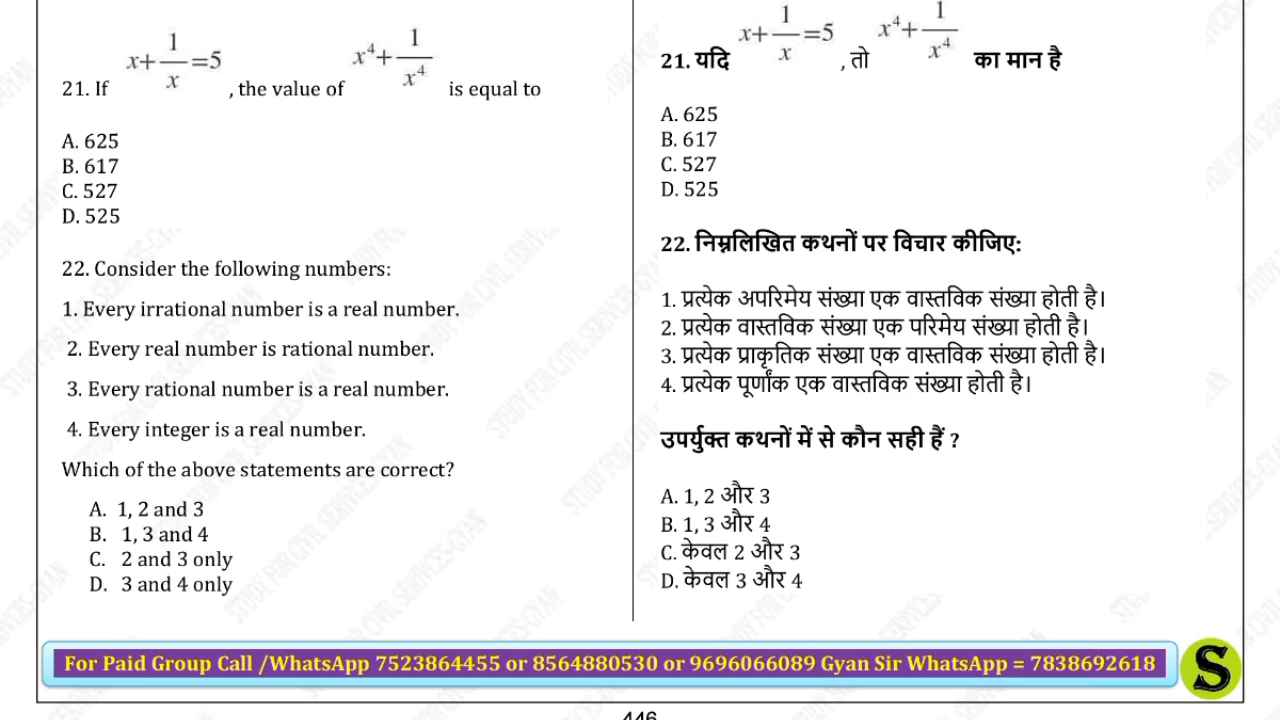 21. If x+1/x=5, the value of x⁴+1/x⁴ is equal to
A. 625
B. 617
C. 527
D. 525
22. Consider the following numbers:
1. Every irrational number is a real number.
2. Every real number is rational number.
3. Every rational number is a real number.
4. Every integer is a real number.
Which of the above statements are correct?
A. 1, 2 and 3
B. 1, 3 and 4
C. 2 and 3 only
D. 3 and 4 only
21. यदि x+1/x=5, तो x⁴+1/x⁴ का मान है
A. 625
B. 617
C. 527
D. 525
22. निम्नलिखित कथनों पर विचार कीजिए:
1. प्रत्येक अपरिमेय संख्या एक वास्तविक संख्या होती है।
2. प्रत्येक वास्तविक संख्या एक परिमेय संख्या होती है।
3. प्रत्येक प्राकृतिक संख्या एक वास्तविक संख्या होती है।
4. प्रत्येक पूर्णांक एक वास्तविक संख्या होती है।
उपर्युक्त कथनों में से कौन सही हैं ?
A. 1, 2 और 3
B. 1, 3 और 4
C. केवल 2 और 3
D. केवल 3 और 4
For Paid Group Call /WhatsApp 7523864455 or 8564880530 or 9696066089 Gyan Sir WhatsApp = 7838692618
S
446